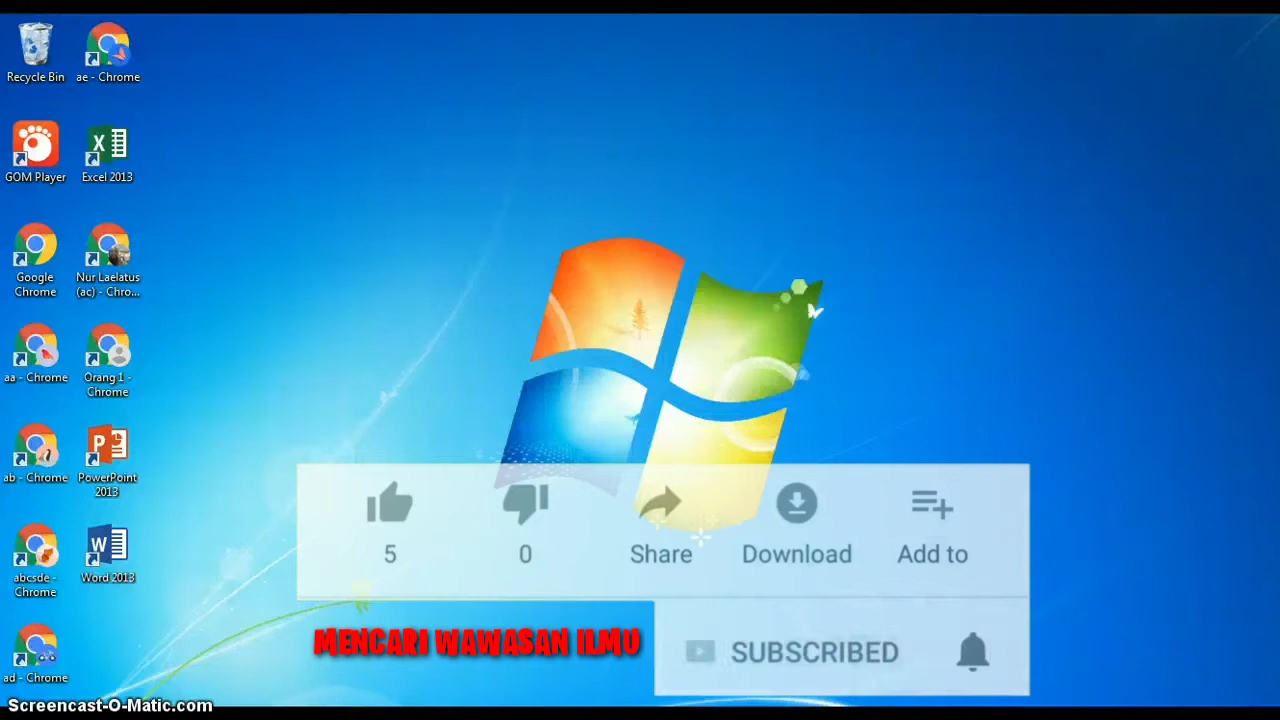 Recycle Bin
ae - Chrome
GOM Player
Excel 2013
Google
Chrome
Nur Laelatus
(ac) - Chro...
aa - Chrome
Orang 1 -
Chrome
ab - Chrome
PowerPoint
2013
abcsde -
Chrome
Word 2013
ad - Chrome
5
0
Share
Download
Add to
MENCARI WAWASAN ILMU
SUBSCRIBED
Screencast-O-Matic.com